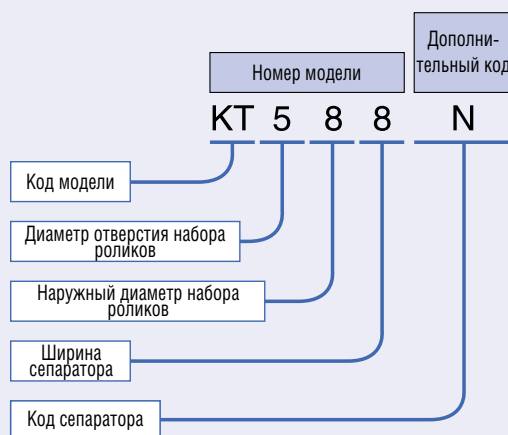 Дополни-
тельный код
Номер модели
KT 5 8 8 N
Код модели
Диаметр отверстия набора
роликов
Наружный диаметр набора
роликов
Ширина
сепаратора
Код сепаратора